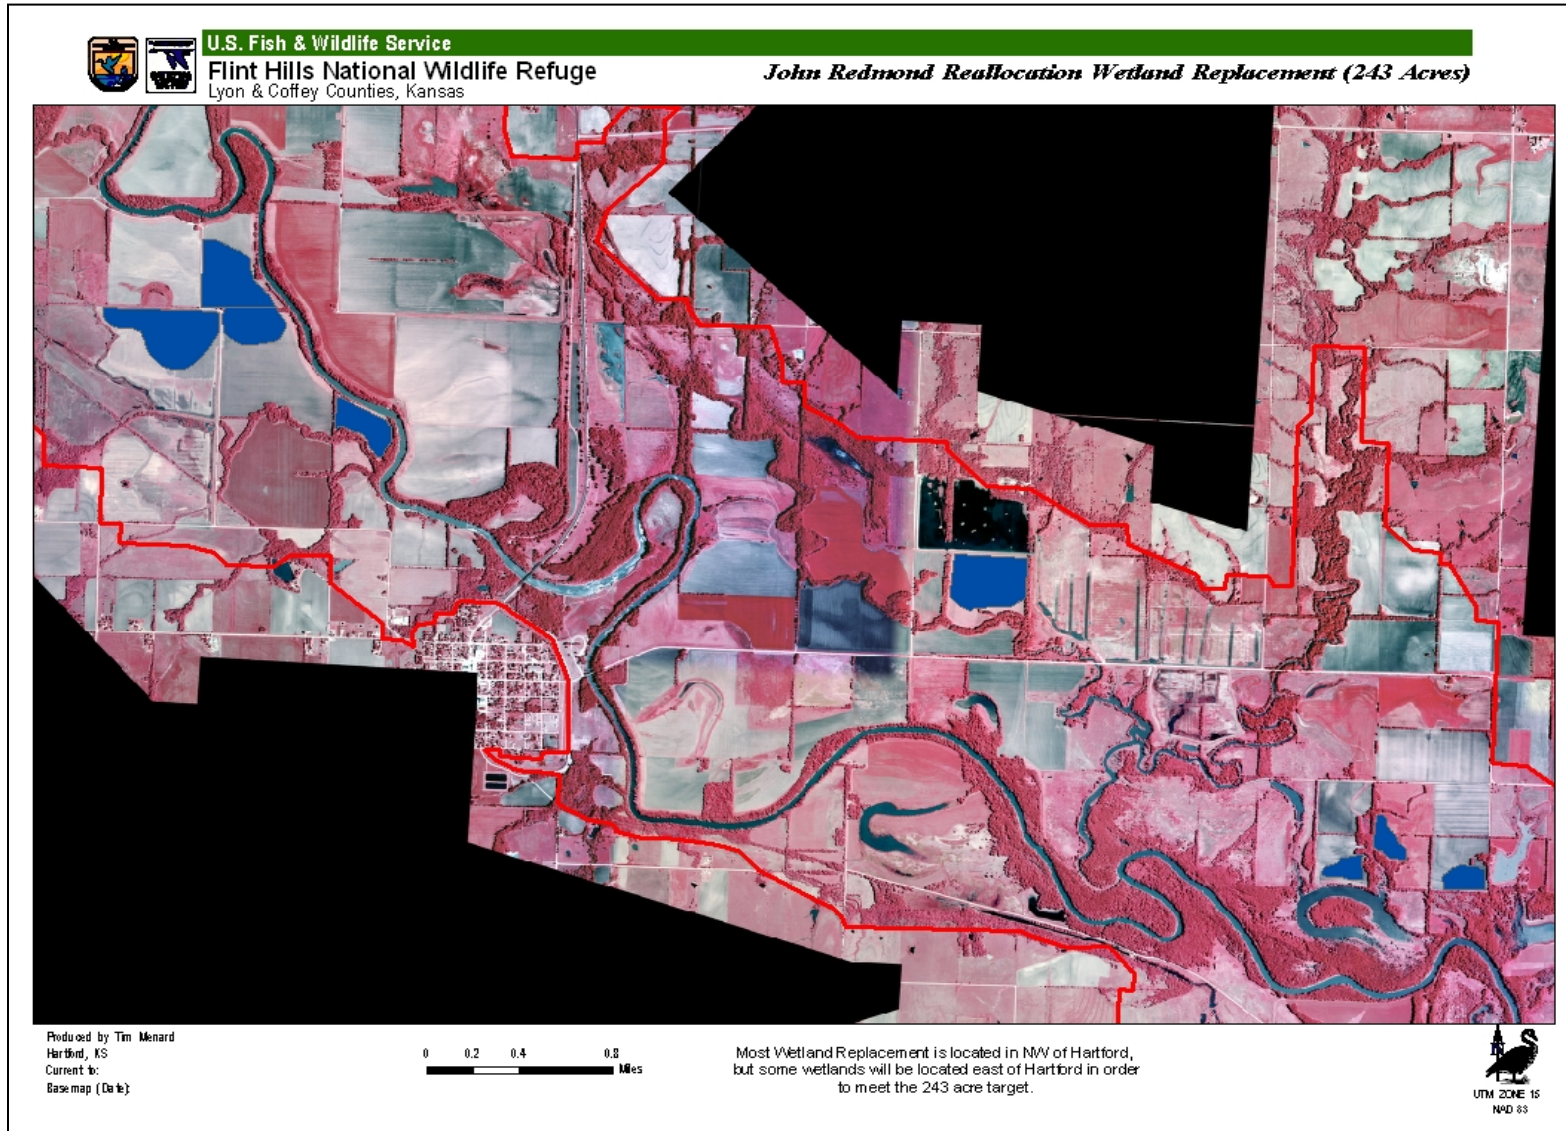 U.S. Fish & Wildlife Service
Flint Hills National Wildlife Refuge
John Redmond Reallocation Wetland Replacement (243 Acres)
Lyon & Coffey Counties, Kansas
Produced by Tim Menard
Hartford, KS
Current to:
Basemap (Date):
0 0.2 0.4 0.8
Miles
Most Wetland Replacement is located in NW of Hartford,
but some wetlands will be located east of Hartford in order
to meet the 243 acre target.
N
UTM ZONE 15
NAD 83